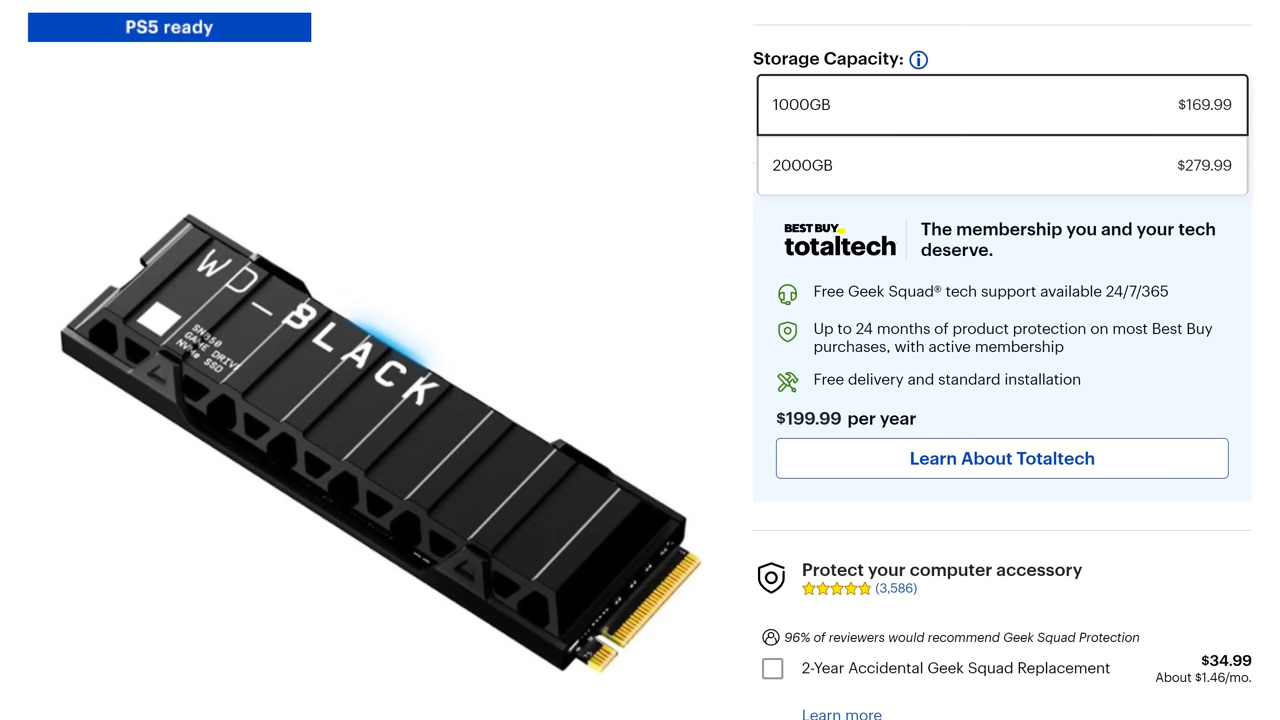 PS5 ready
WD_BLACK
SN850
GAME DRIVE
NVMe SSD
Storage Capacity:
1000GB $169.99
2000GB $279.99
BEST BUY
totaltech
The membership you and your tech
deserve.
Free Geek Squad® tech support available 24/7/365
Up to 24 months of product protection on most Best Buy
purchases, with active membership
Free delivery and standard installation
$199.99 per year
Learn About Totaltech
Protect your computer accessory
(3,586)
96% of reviewers would recommend Geek Squad Protection
2-Year Accidental Geek Squad Replacement $34.99
About $1.46/mo.
Learn more